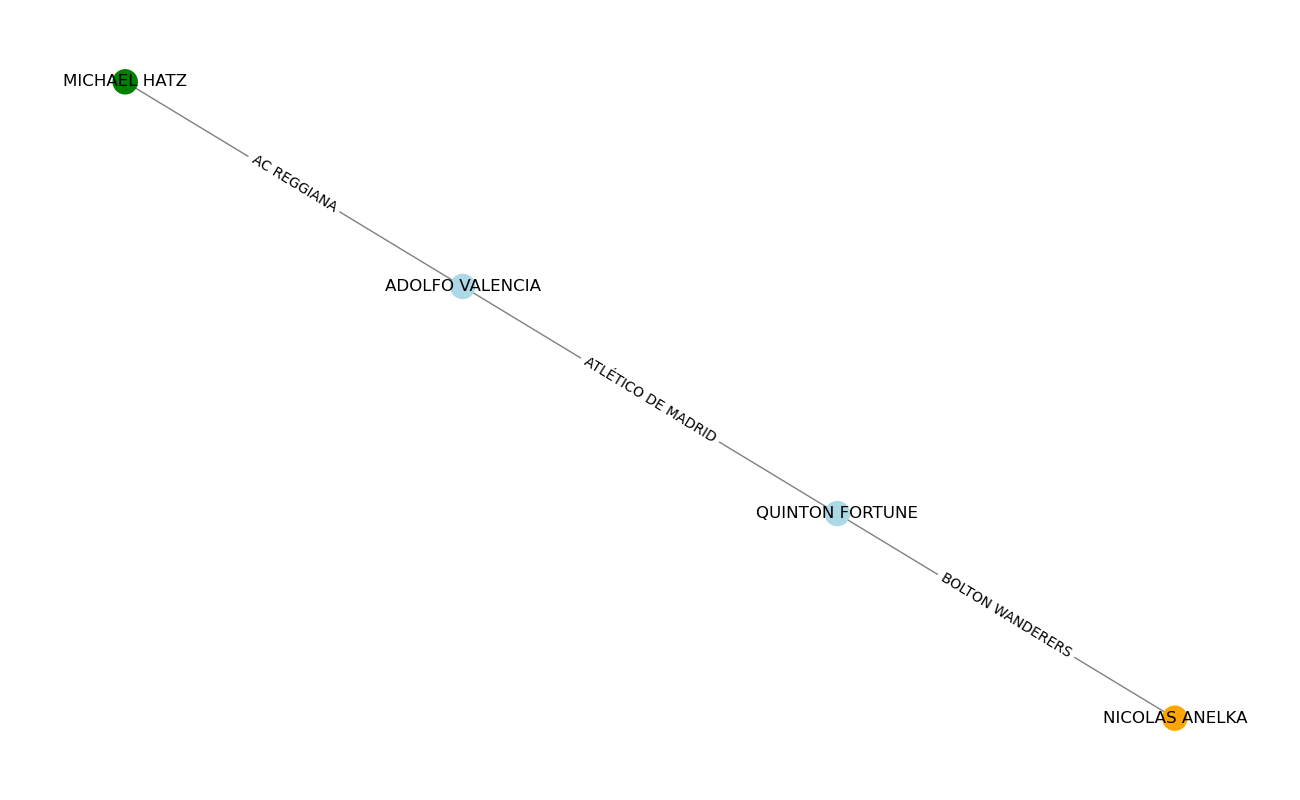 MICHAEL HATZ
AC REGGIANA
ADOLFO VALENCIA
ATLÉTICO DE MADRID
QUINTON FORTUNE
BOLTON WANDERERS
NICOLAS ANELKA